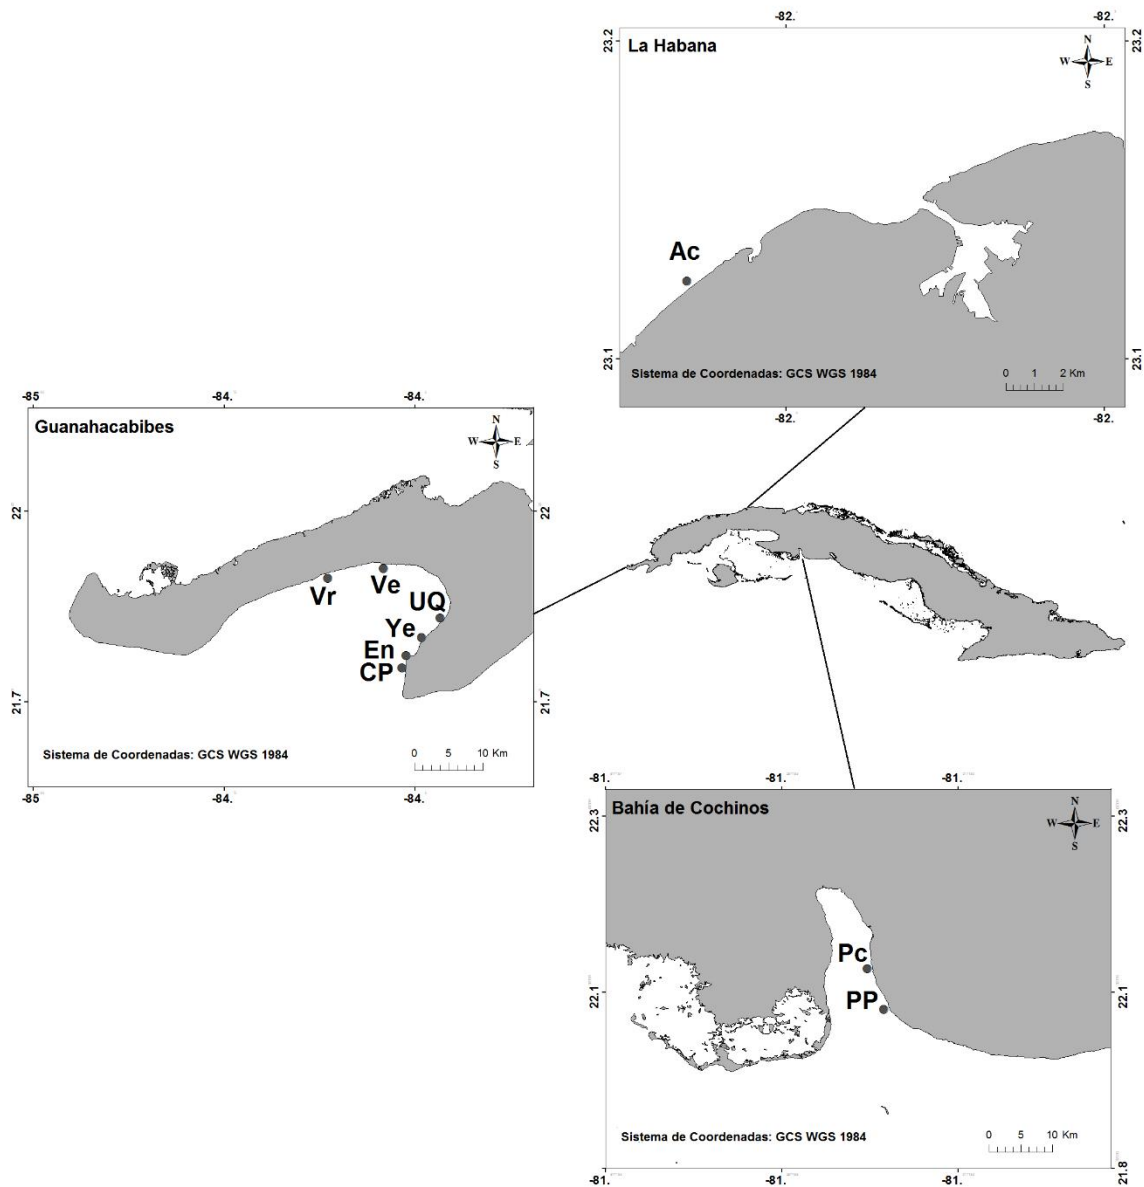 -82.
-82.
23.2
23.2
La Habana
N
W E
S
Ac
23.1
23.1
Sistema de Coordenadas: GCS WGS 1984
0 1 2 Km
-82.
-82.
-85
-84.
-84.
Guanahacabibes
N
W E
S
22
22
Ve
Vr
UQ
Ye
En
CP
21.7
21.7
Sistema de Coordenadas: GCS WGS 1984
0 5 10 Km
-85
-84.
-84.
-81.
-81.
-81.
Bahía de Cochinos
N
W E
S
22.3
22.3
Pc
PP
22.1
22.1
Sistema de Coordenadas: GCS WGS 1984
0 5 10 Km
21.8
-81.
-81.
-81.